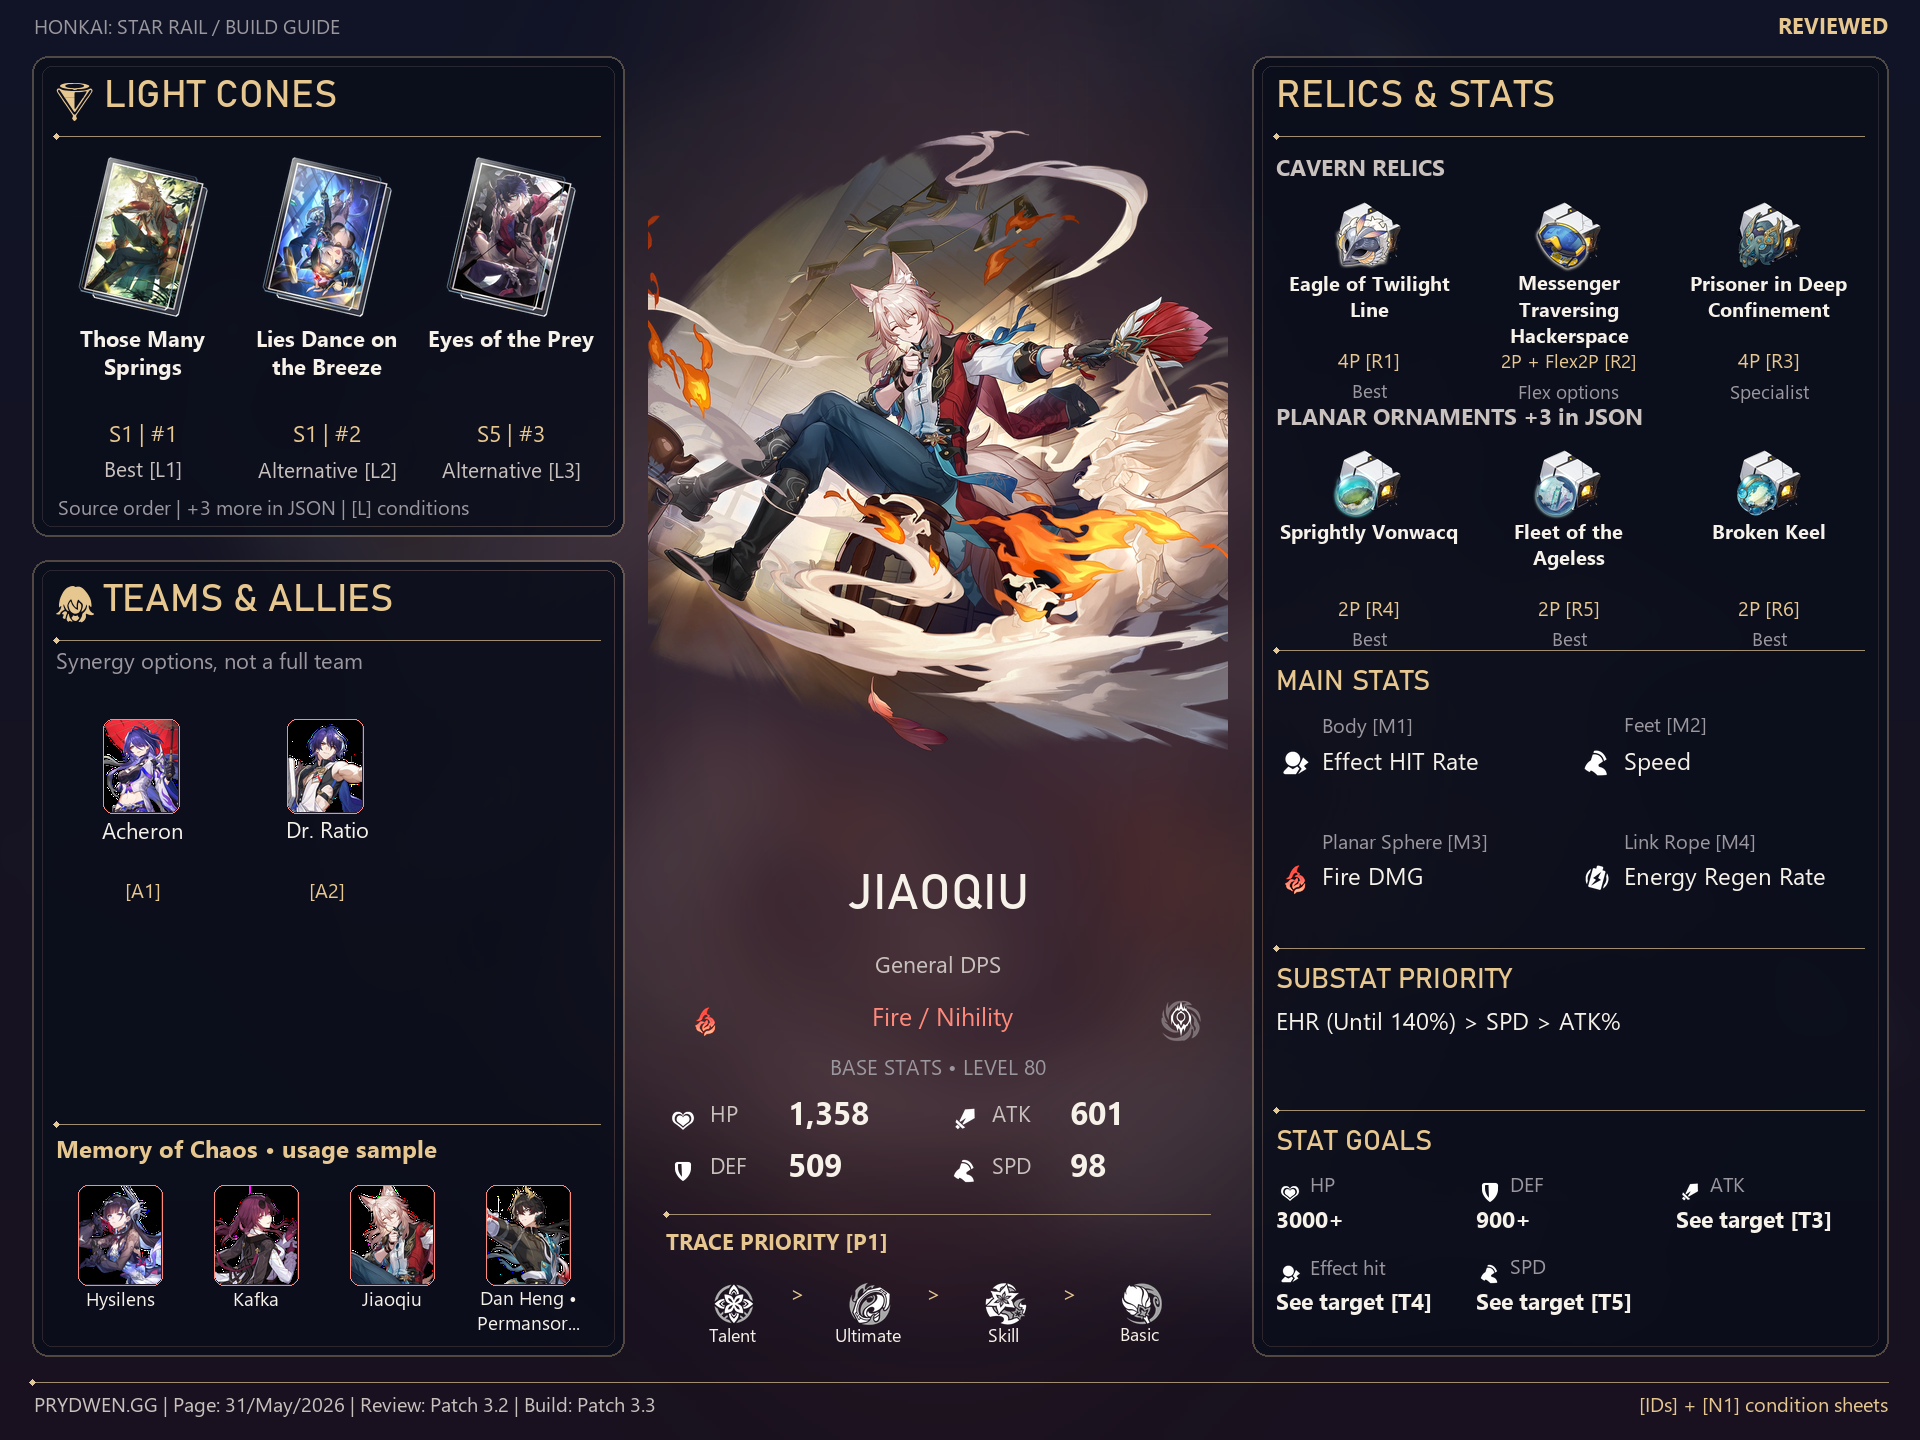 HONKAI: STAR RAIL / BUILD GUIDE
REVIEWED
LIGHT CONES
Those Many Springs
Lies Dance on the Breeze
Eyes of the Prey
S1 | #1
S1 | #2
S5 | #3
Best [L1]
Alternative [L2]
Alternative [L3]
Source order | +3 more in JSON | [L] conditions
TEAMS & ALLIES
Synergy options, not a full team
Acheron
Dr. Ratio
[A1]
[A2]
Memory of Chaos • usage sample
Hysilens
Kafka
Jiaoqiu
Dan Heng •
Permansor...
JIAOQIU
General DPS
Fire / Nihility
BASE STATS • LEVEL 80
HP 1,358
ATK 601
DEF 509
SPD 98
TRACE PRIORITY [P1]
Talent > Ultimate > Skill > Basic
RELICS & STATS
CAVERN RELICS
Eagle of Twilight Line
Messenger Traversing Hackerspace
Prisoner in Deep Confinement
4P [R1]
2P + Flex2P [R2]
4P [R3]
Best
Flex options
Specialist
PLANAR ORNAMENTS +3 in JSON
Sprightly Vonwacq
Fleet of the Ageless
Broken Keel
2P [R4]
2P [R5]
2P [R6]
Best
Best
Best
MAIN STATS
Body [M1]
Effect HIT Rate
Feet [M2]
Speed
Planar Sphere [M3]
Fire DMG
Link Rope [M4]
Energy Regen Rate
SUBSTAT PRIORITY
EHR (Until 140%) > SPD > ATK%
STAT GOALS
HP
3000+
DEF
900+
ATK
See target [T3]
Effect hit
See target [T4]
SPD
See target [T5]
PRYDWEN.GG | Page: 31/May/2026 | Review: Patch 3.2 | Build: Patch 3.3
[IDs] + [N1] condition sheets